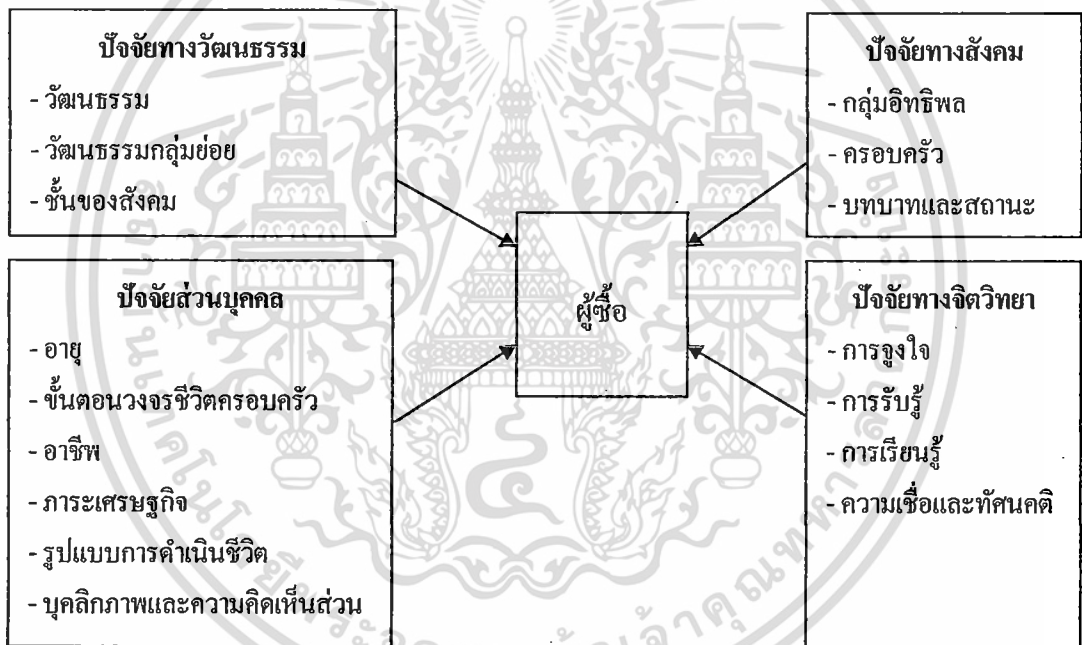 ปัจจัยทางวัฒนธรรม
- วัฒนธรรม
- วัฒนธรรมกลุ่มย่อย
- ชั้นของสังคม
ปัจจัยทางสังคม
- กลุ่มอิทธิพล
- ครอบครัว
- บทบาทและสถานะ
ปัจจัยส่วนบุคคล
- อายุ
- ขั้นตอนวงจรชีวิตครอบครัว
- อาชีพ
- ภาระเศรษฐกิจ
- รูปแบบการดำเนินชีวิต
- บุคลิกภาพและความคิดเห็นส่วน
ผู้ซื้อ
ปัจจัยทางจิตวิทยา
- การจูงใจ
- การรับรู้
- การเรียนรู้
- ความเชื่อและทัศนคติ